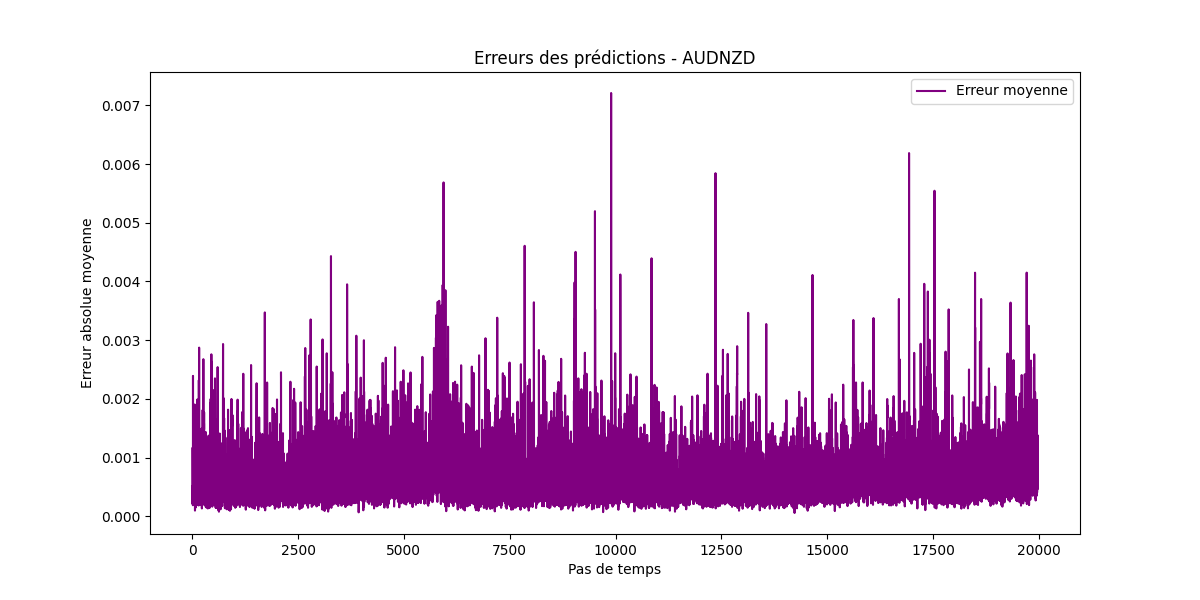 Erreurs des prédictions - AUDNZD
Erreur moyenne
Erreur absolue moyenne
0.007
0.006
0.005
0.004
0.003
0.002
0.001
0.000
0 2500 5000 7500 10000 12500 15000 17500 20000
Pas de temps